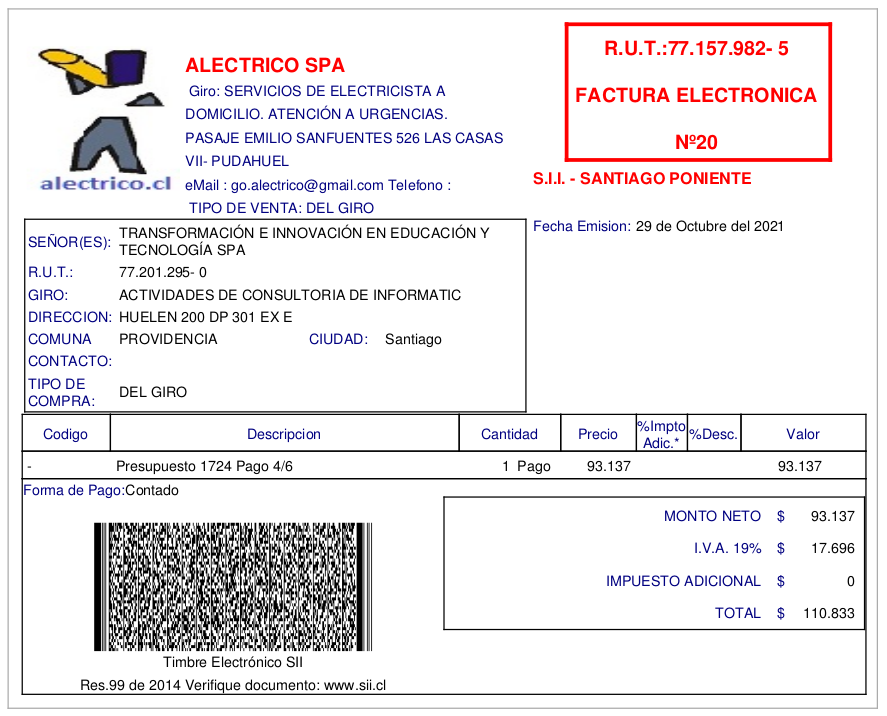 alectrico.cl
ALECTRICO SPA
Giro: SERVICIOS DE ELECTRICISTA A
DOMICILIO. ATENCIÓN A URGENCIAS.
PASAJE EMILIO SANFUENTES 526 LAS CASAS
VII- PUDAHUEL
eMail : go.alectrico@gmail.com Telefono :
TIPO DE VENTA: DEL GIRO
R.U.T.:77.157.982- 5
FACTURA ELECTRONICA
Nº20
S.I.I. - SANTIAGO PONIENTE
Fecha Emision: 29 de Octubre del 2021
SEÑOR(ES): TRANSFORMACIÓN E INNOVACIÓN EN EDUCACIÓN Y
TECNOLOGÍA SPA
R.U.T.: 77.201.295- 0
GIRO: ACTIVIDADES DE CONSULTORIA DE INFORMATIC
DIRECCION: HUELEN 200 DP 301 EX E
COMUNA PROVIDENCIA CIUDAD: Santiago
CONTACTO:
TIPO DE
COMPRA: DEL GIRO
Codigo Descripcion Cantidad Precio %Impto Adic.* %Desc. Valor
- Presupuesto 1724 Pago 4/6 1 Pago 93.137 93.137
Forma de Pago:Contado
MONTO NETO $ 93.137
I.V.A. 19% $ 17.696
IMPUESTO ADICIONAL $ 0
TOTAL $ 110.833
Timbre Electrónico SII
Res.99 de 2014 Verifique documento: www.sii.cl